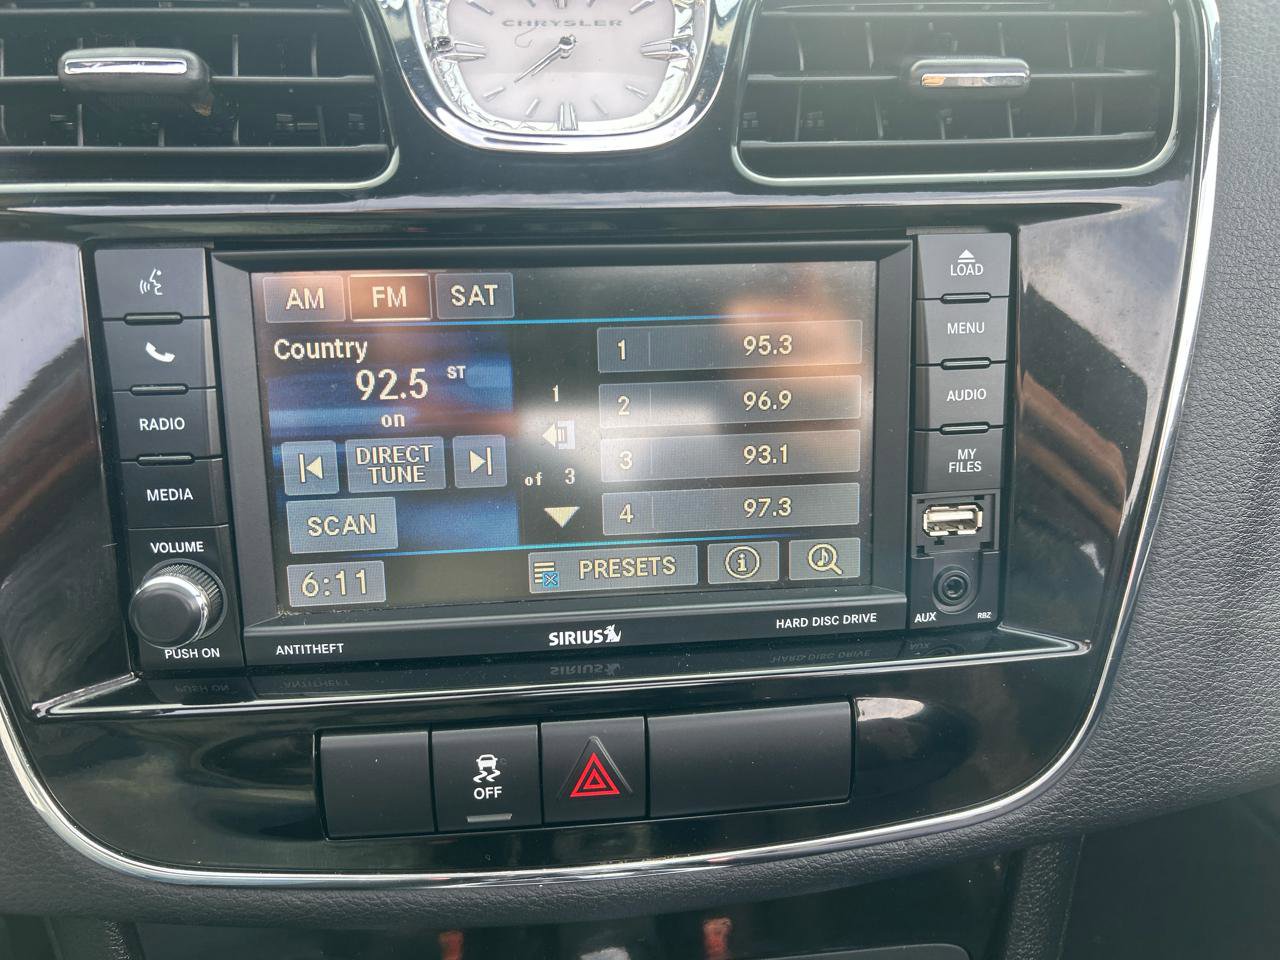 CHRYSLER
AM FM SAT
Country
92.5 ST
on
DIRECT
TUNE
SCAN
6:11
1
of 3
1 95.3
2 96.9
3 93.1
4 97.3
PRESETS
RADIO
MEDIA
VOLUME
PUSH ON
LOAD
MENU
AUDIO
MY
FILES
AUX
RBZ
ANTITHEFT
SIRIUS
HARD DISC DRIVE
OFF